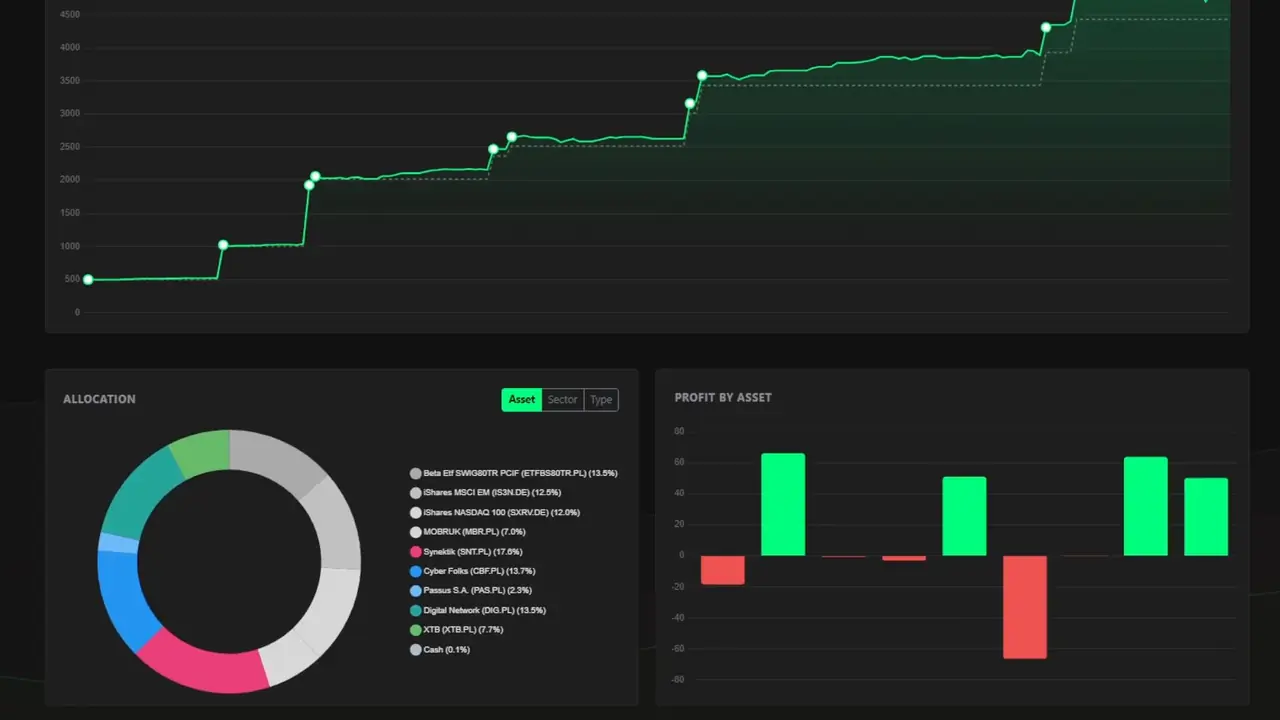 4500
4000
3500
3000
2500
2000
1500
1000
500
0
ALLOCATION
Asset Sector Type
Beta Etf SWIG80TR PCIF (ETFBS80TR.PL) (13.5%)
iShares MSCI EM (IS3N.DE) (12.5%)
iShares NASDAQ 100 (SXRV.DE) (12.0%)
MOBRUK (MBR.PL) (7.0%)
Synektik (SNT.PL) (17.6%)
Cyber Folks (CBF.PL) (13.7%)
Passus S.A. (PAS.PL) (2.3%)
Digital Network (DIG.PL) (13.5%)
XTB (XTB.PL) (7.7%)
Cash (0.1%)
PROFIT BY ASSET
80
60
40
20
0
-20
-40
-60
-80